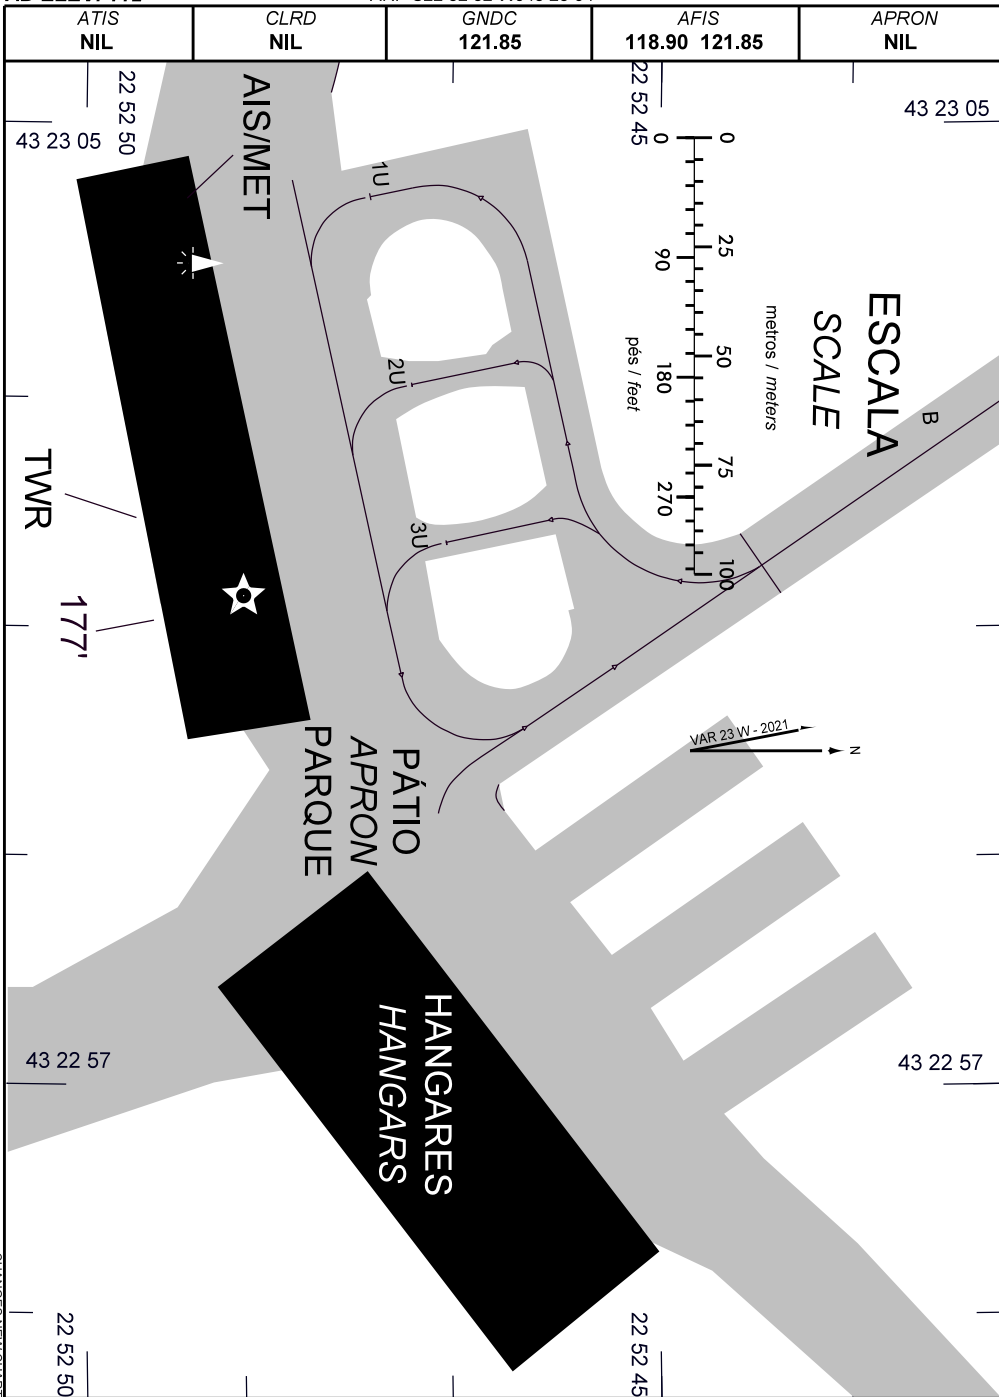 ATIS
NIL
CLRD
NIL
GNDC
121.85
AFIS
118.90 121.85
APRON
NIL
43 23 05
22 52 50
22 52 45
43 23 05
AIS/MET
1U
2U
3U
0 25 50 75 100
0 90 180 270
metros / meters
pés / feet
ESCALA
SCALE
B
TWR
177'
VAR 23 W - 2021
N
PÁTIO
APRON
PARQUE
HANGARES
HANGARS
43 22 57
43 22 57
22 52 50
22 52 45